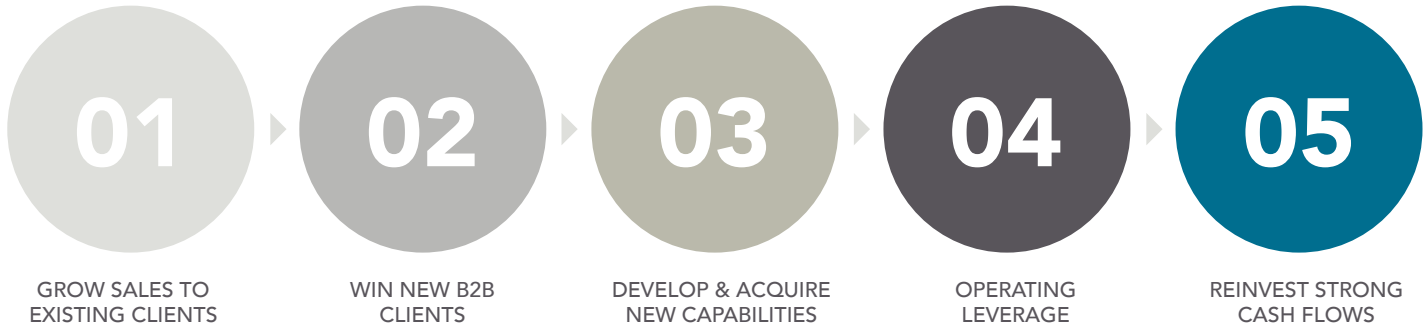 01
02
03
04
05
GROW SALES TO
EXISTING CLIENTS
WIN NEW B2B
CLIENTS
DEVELOP & ACQUIRE
NEW CAPABILITIES
OPERATING
LEVERAGE
REINVEST STRONG
CASH FLOWS